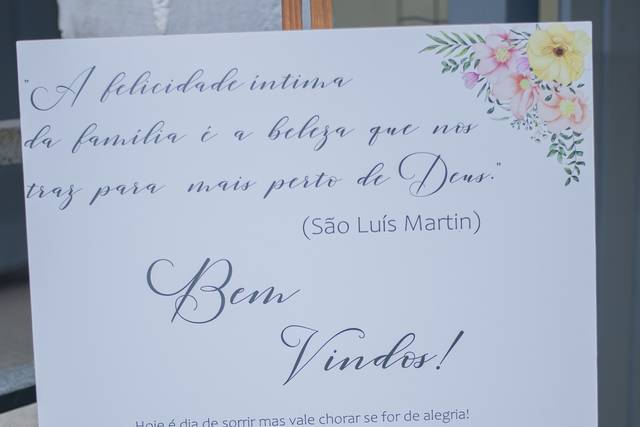 "A felicidade íntima
da família é a beleza que nos
traz para mais perto de Deus."
(São Luís Martin)
Bem
Vindos!
Hoje é dia de sorrir mas vale chorar se for de alegria!